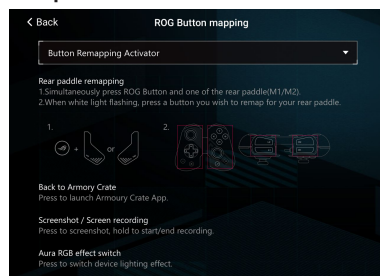 Back
ROG Button mapping
Button Remapping Activator
Rear paddle remapping
1.Simultaneously press ROG Button and one of the rear paddle(M1/M2).
2.When white light flashing, press a button you wish to remap for your rear paddle.
1.
2.
+
or
Back to Armory Crate
Press to launch Armoury Crate App.
Screenshot / Screen recording
Press to screenshot, hold to start/end recording.
Aura RGB effect switch
Press to switch device lighting effect.